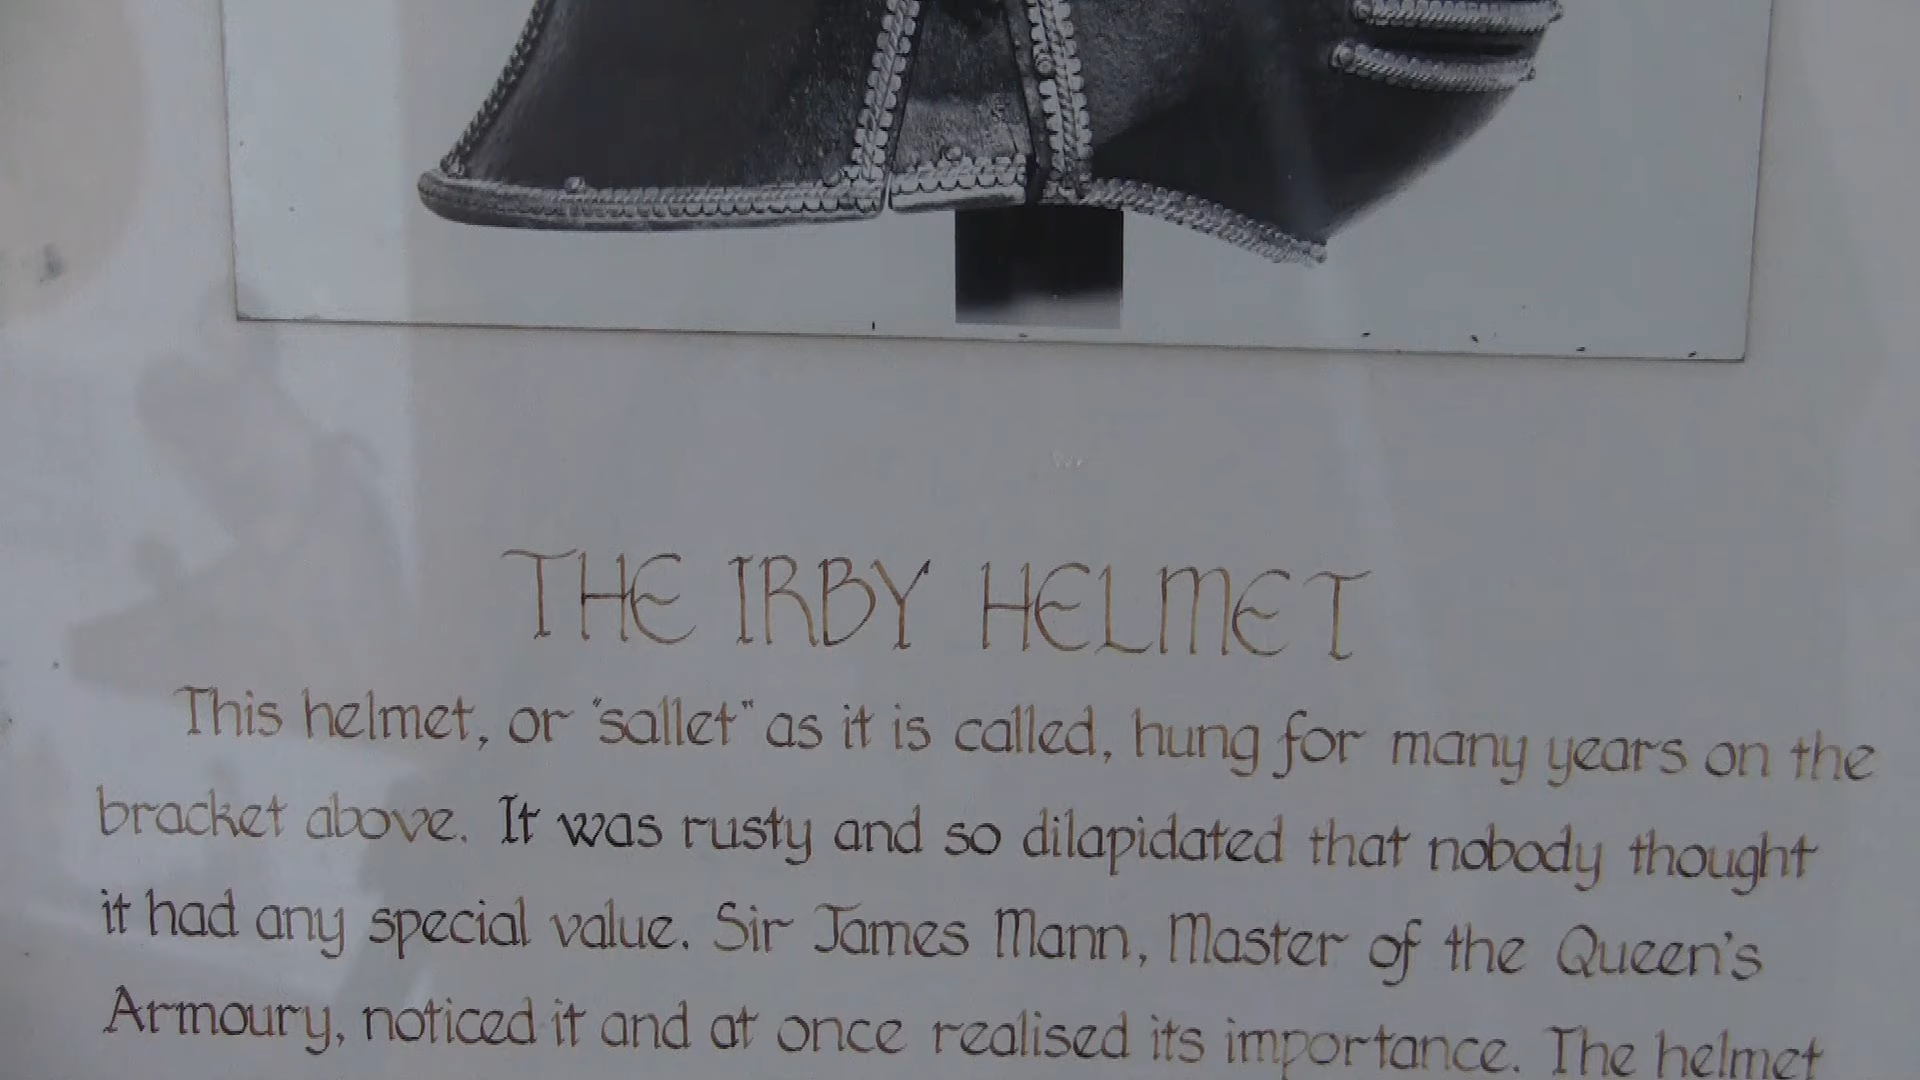 THE IRBY HELMET
This helmet, or "sallet" as it is called, hung for many years on the
bracket above. It was rusty and so dilapidated that nobody thought
it had any special value. Sir James Mann, Master of the Queen's
Armoury, noticed it and at once realised its importance. The helmet